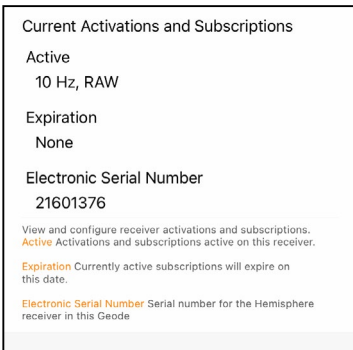 Current Activations and Subscriptions
Active
10 Hz, RAW
Expiration
None
Electronic Serial Number
21601376
View and configure receiver activations and subscriptions.
Active Activations and subscriptions active on this receiver.
Expiration Currently active subscriptions will expire on
this date.
Electronic Serial Number Serial number for the Hemisphere
receiver in this Geode